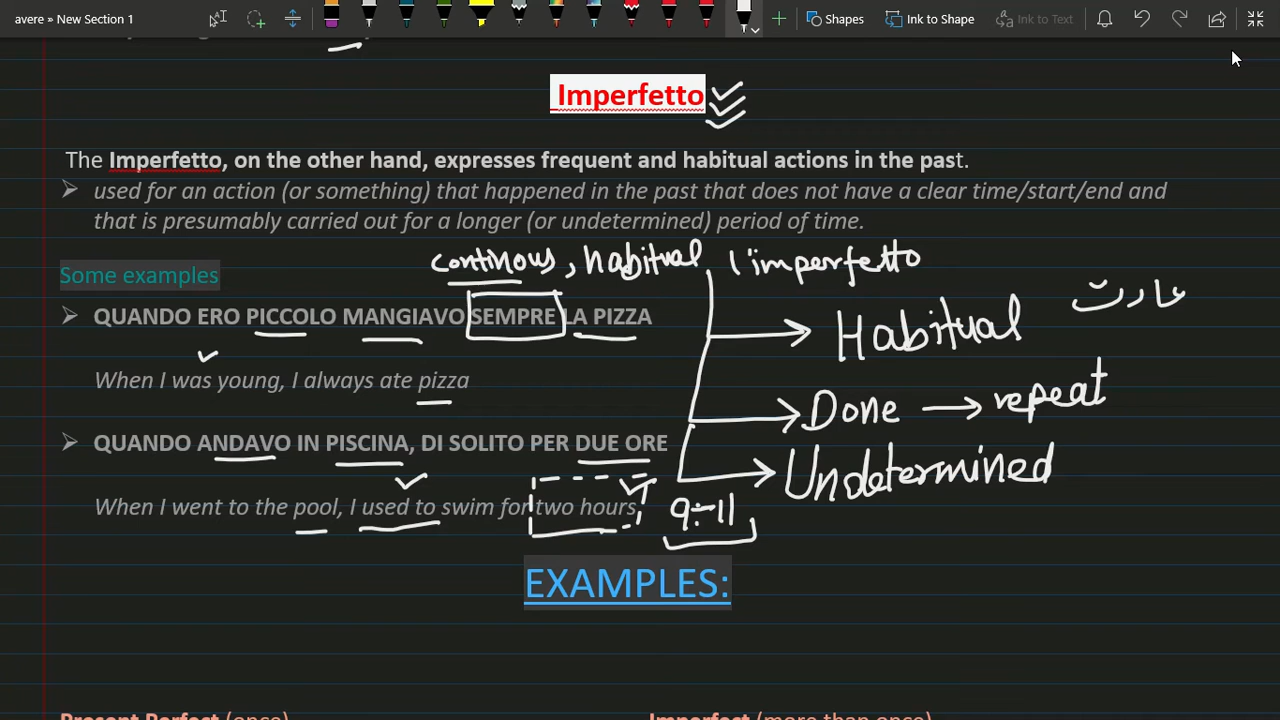 avere » New Section 1
Shapes
Ink to Shape
Ink to Text
Imperfetto
The Imperfetto, on the other hand, expresses frequent and habitual actions in the past.
➢ used for an action (or something) that happened in the past that does not have a clear time/start/end and
that is presumably carried out for a longer (or undetermined) period of time.
continous, habitual l'imperfetto
Some examples
Habitual
عادت
➢ QUANDO ERO PICCOLO MANGIAVO SEMPRE LA PIZZA
When I was young, I always ate pizza
Done → repeat
➢ QUANDO ANDAVO IN PISCINA, DI SOLITO PER DUE ORE
Undetermined
When I went to the pool, I used to swim for two hours,
9÷11
EXAMPLES:
Present Perfect (once)
Imperfect (more than once)